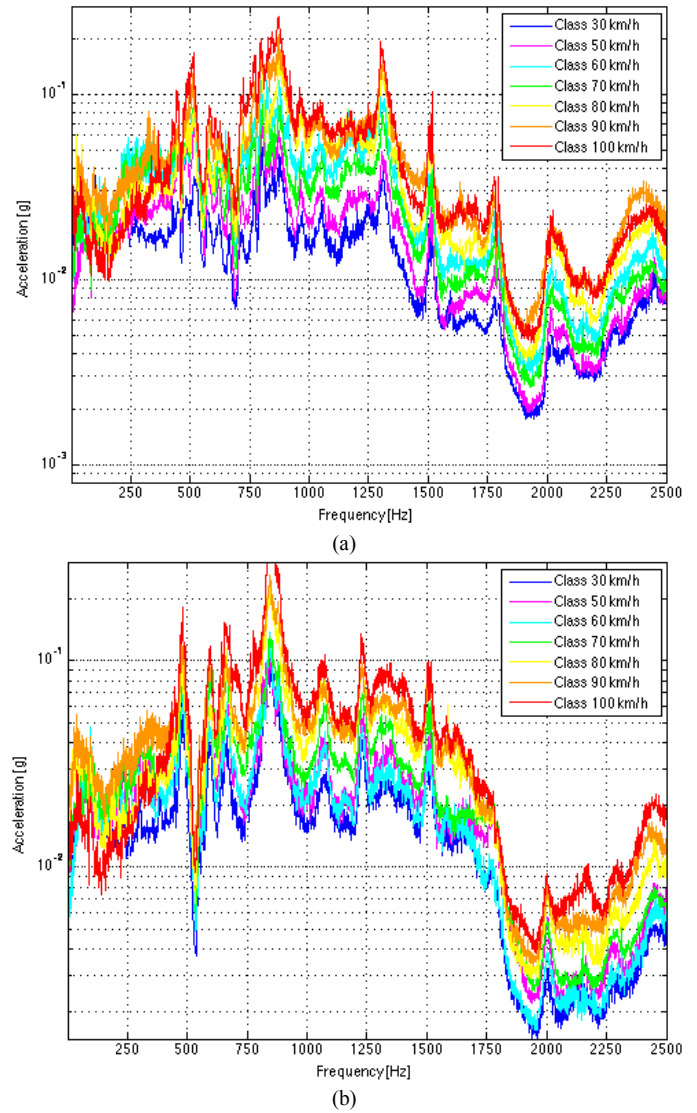 Class 30 km/h
Class 50 km/h
Class 60 km/h
Class 70 km/h
Class 80 km/h
Class 90 km/h
Class 100 km/h
10-1
10-2
10-3
Acceleration [g]
250 500 750 1000 1250 1500 1750 2000 2250 2500
Frequency[Hz]
(a)
Class 30 km/h
Class 50 km/h
Class 60 km/h
Class 70 km/h
Class 80 km/h
Class 90 km/h
Class 100 km/h
10-1
10-2
Acceleration [g]
250 500 750 1000 1250 1500 1750 2000 2250 2500
Frequency[Hz]
(b)